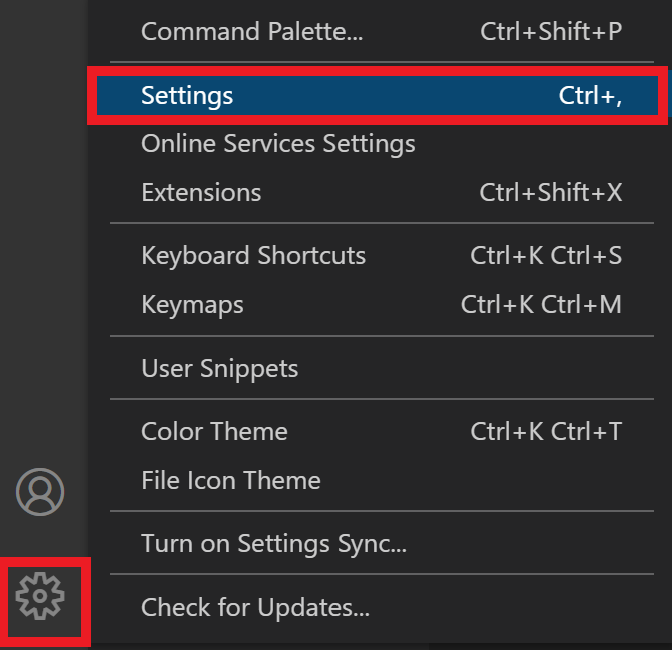 Command Palette... Ctrl+Shift+P
Settings Ctrl+,
Online Services Settings
Extensions Ctrl+Shift+X
Keyboard Shortcuts Ctrl+K Ctrl+S
Keymaps Ctrl+K Ctrl+M
User Snippets
Color Theme Ctrl+K Ctrl+T
File Icon Theme
Turn on Settings Sync...
Check for Updates...